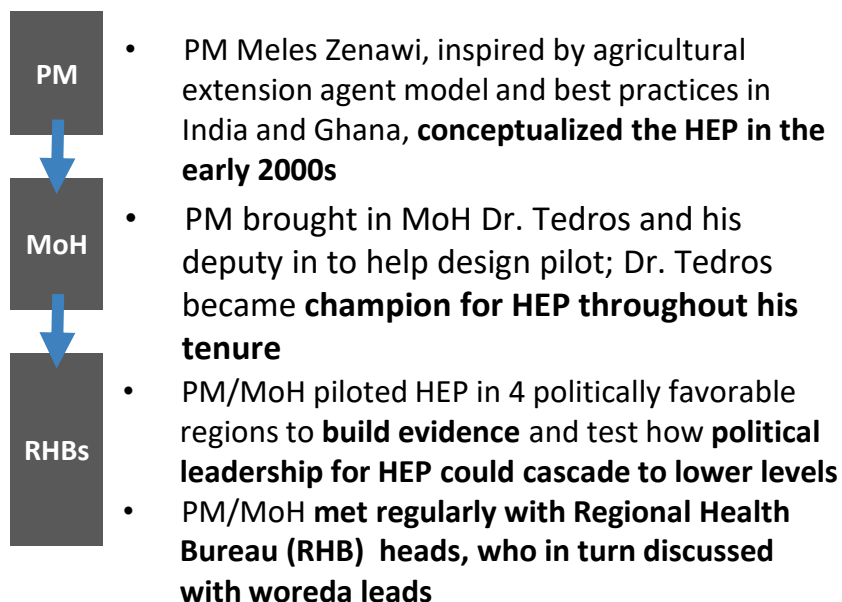 PM
• PM Meles Zenawi, inspired by agricultural
extension agent model and best practices in
India and Ghana, conceptualized the HEP in the
early 2000s
MoH
• PM brought in MoH Dr. Tedros and his
deputy in to help design pilot; Dr. Tedros
became champion for HEP throughout his
tenure
RHBs
• PM/MoH piloted HEP in 4 politically favorable
regions to build evidence and test how political
leadership for HEP could cascade to lower levels
• PM/MoH met regularly with Regional Health
Bureau (RHB) heads, who in turn discussed
with woreda leads